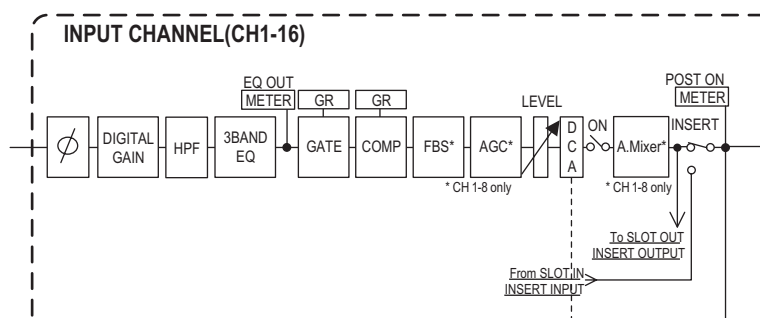 INPUT CHANNEL(CH1-16)
EQ OUT
METER
GR
GR
LEVEL
POST ON
METER
ϕ
DIGITAL
GAIN
HPF
3BAND
EQ
GATE
COMP
FBS*
AGC*
D
C
A
ON
A.Mixer*
INSERT
* CH 1-8 only
* CH 1-8 only
To SLOT OUT
INSERT OUTPUT
From SLOT IN
INSERT INPUT